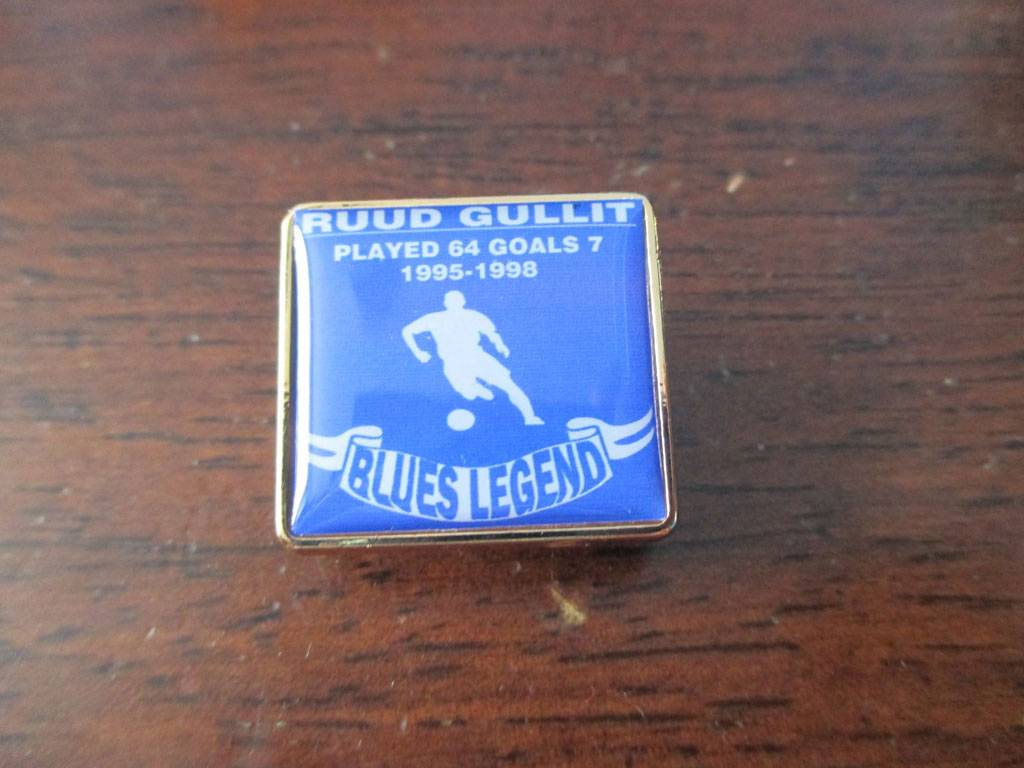 RUUD GULLIT
PLAYED 64 GOALS 7
1995-1998
BLUES LEGEND